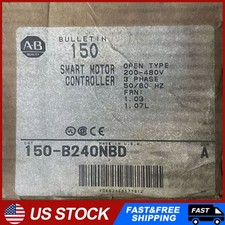 AB
BULLETIN
150
SMART MOTOR
CONTROLLER
OPEN TYPE
200-480V
3 PHASE
50/60 HZ
FRN:
1.03
1.07L
150-B240NBD
A
US STOCK
FAST&FREE
SHIPPING